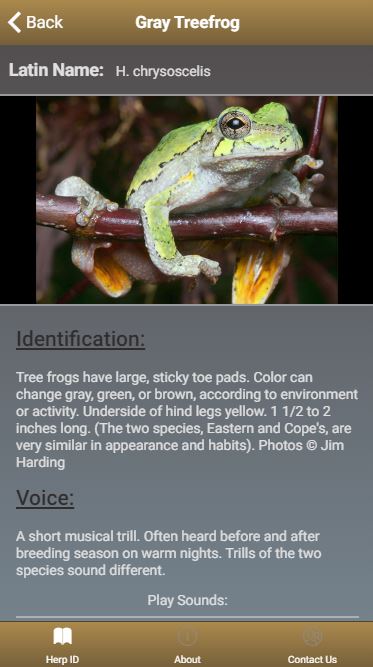 Back
Gray Treefrog
Latin Name: H. chrysoscelis
Identification:
Tree frogs have large, sticky toe pads. Color can
change gray, green, or brown, according to environment
or activity. Underside of hind legs yellow. 1 1/2 to 2
inches long. (The two species, Eastern and Cope's, are
very similar in appearance and habits). Photos © Jim
Harding
Voice:
A short musical trill. Often heard before and after
breeding season on warm nights. Trills of the two
species sound different.
Play Sounds:
Herp ID
About
Contact Us